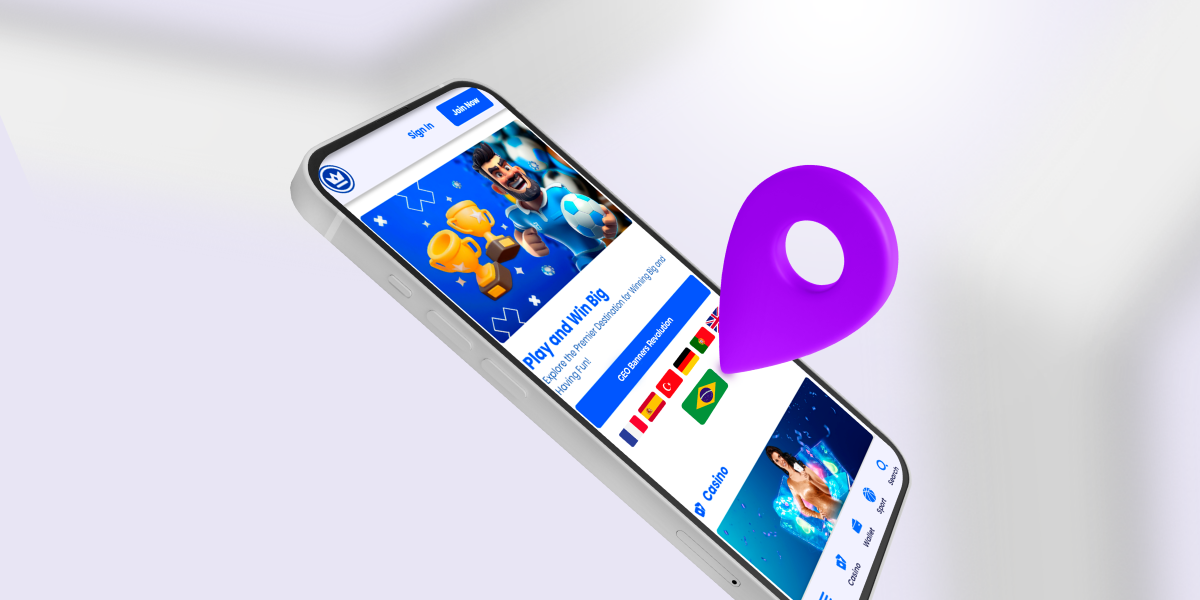 Sign in
Join Now
Play and Win Big
Explore the Premier Destination for Winning Big and
Having Fun!
GEO Banners Revolution
Casino
Casino
Wallet
Sport
Search